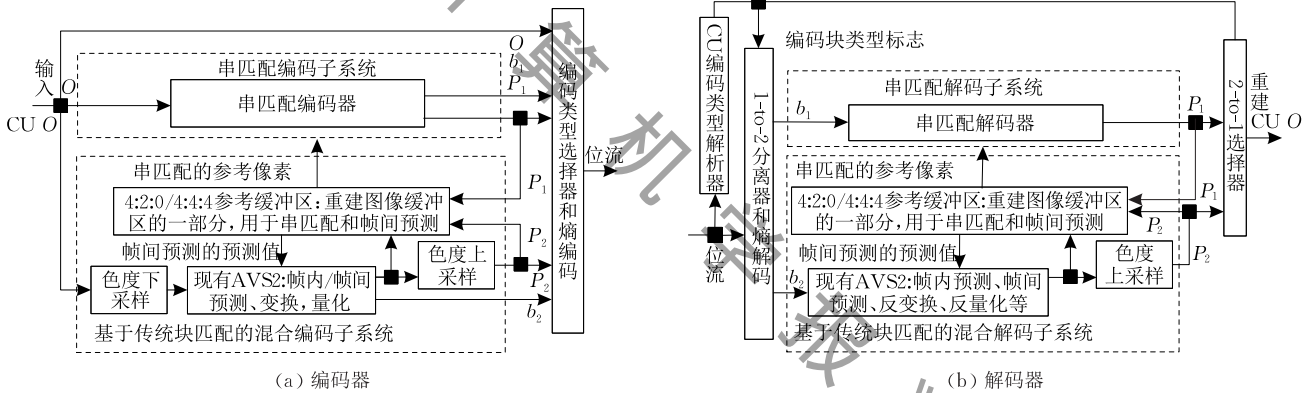 输入
O
CU O
串匹配编码子系统
串匹配编码器
O
b₁
P₁
串匹配的参考像素
4:2:0/4:4:4参考缓冲区:重建图像缓冲
区的一部分,用于串匹配和帧间预测
P₁
帧间预测的预测值
P₂
色度下
采样
现有AVS2:帧内/帧间
预测、变换,量化
色度上
采样
P₂
b₂
基于传统块匹配的混合编码子系统
编码类型选择器和熵编码
位流
(a) 编码器
CU编码类型解析器
位流
1-to-2分离器和熵解码
编码块类型标志
串匹配解码子系统
b₁
串匹配解码器
P₁
串匹配的参考像素
4:2:0/4:4:4参考缓冲区:重建图像缓冲区
的一部分,用于串匹配和帧间预测
P₁
P₂
帧间预测的预测值
b₂
现有AVS2:帧内预测、帧间
预测、反变换、反量化等
色度
上采样
P₂
基于传统块匹配的混合解码子系统
2-to-1选择器
重建
CU O
(b) 解码器
算机学报